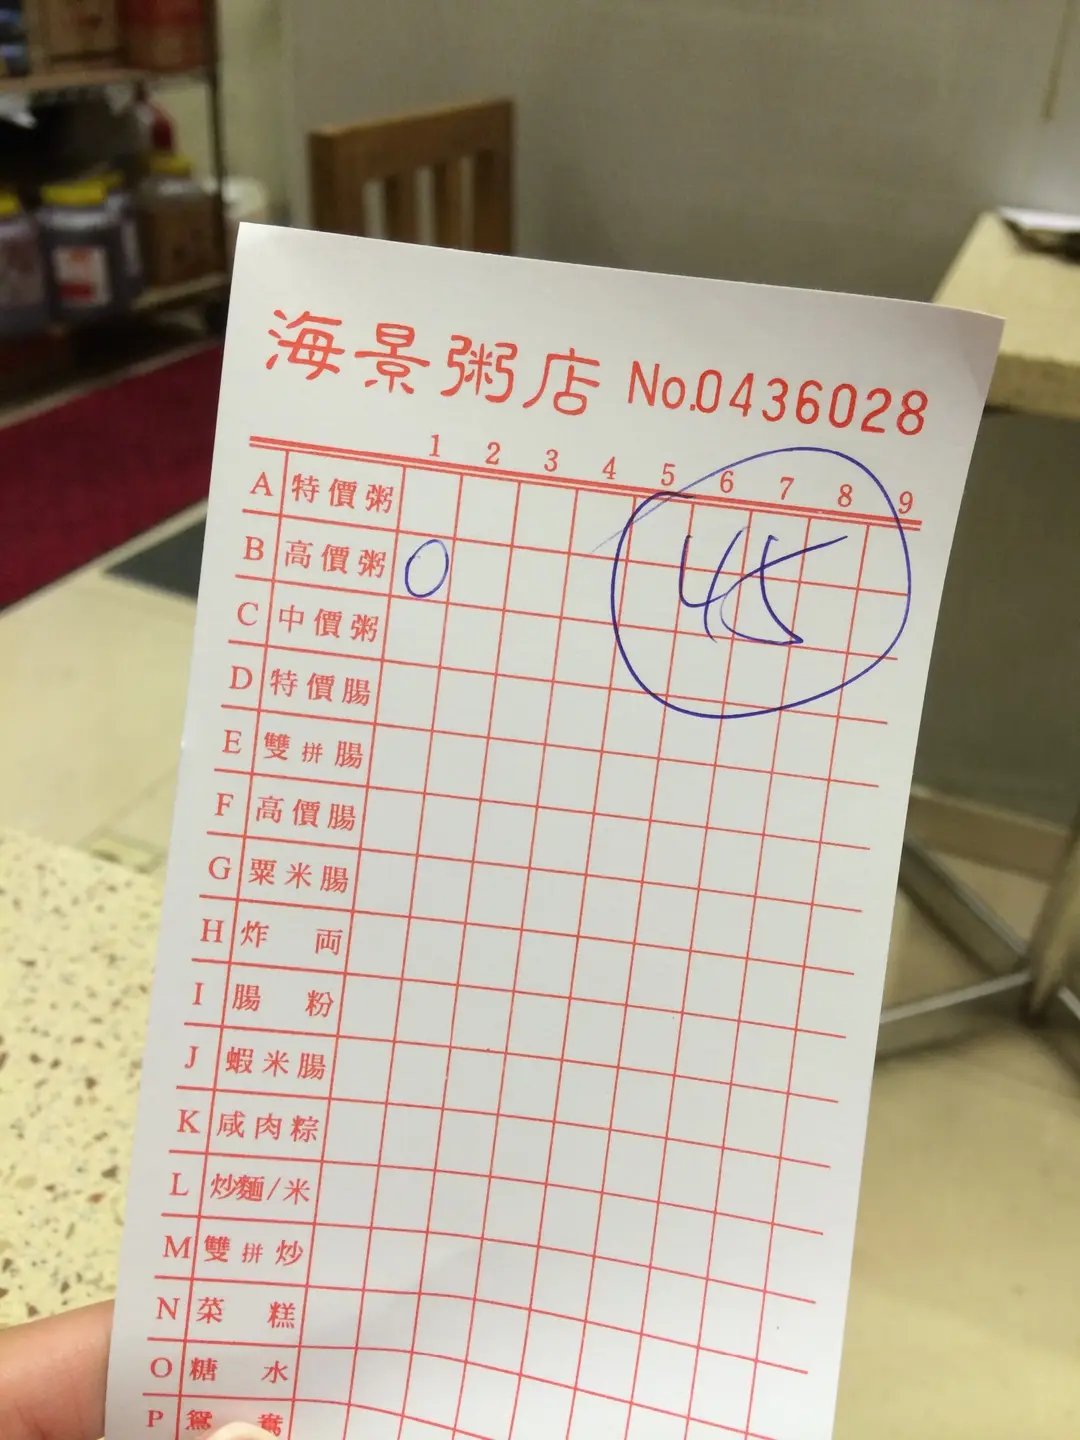 海景粥店 No.0436028
1 2 3 4 5 6 7 8 9
A 特價粥
B 高價粥 0 45
C 中價粥
D 特價腸
E 雙拼腸
F 高價腸
G 粟米腸
H 炸両
I 腸粉
J 蝦米腸
K 咸肉粽
L 炒麵/米
M 雙拼炒
N 菜糕
O 糖水
P 鴛鴦